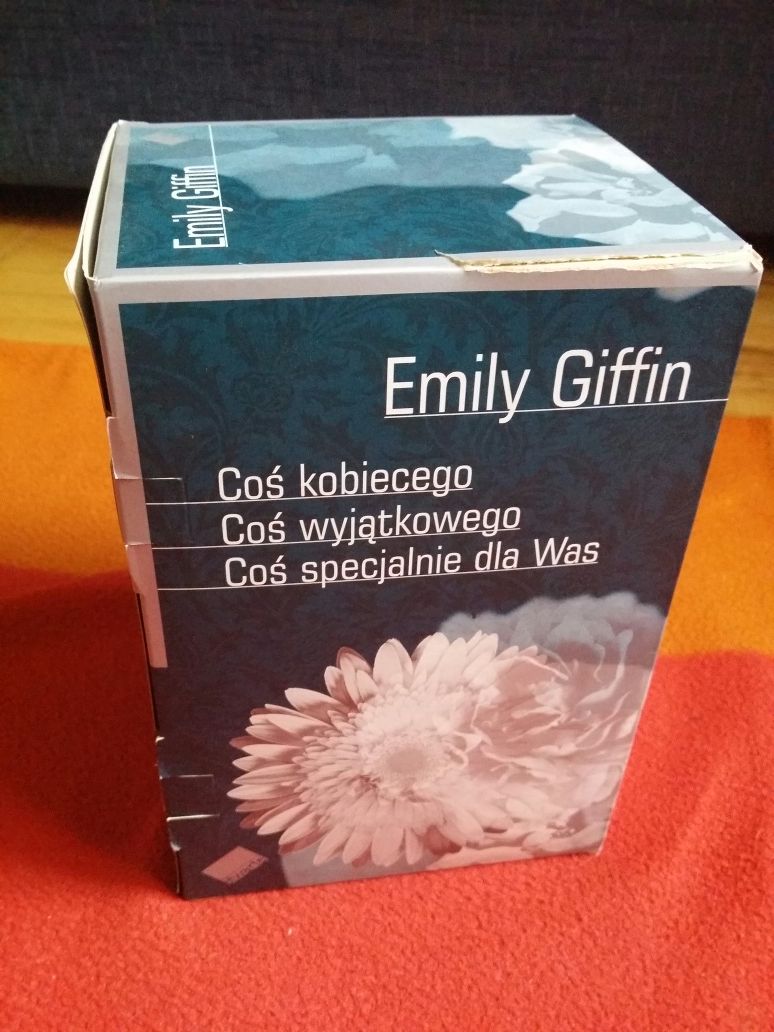 Emily Giffin
Emily Giffin
Coś kobiecego
Coś wyjątkowego
Coś specjalnie dla Was